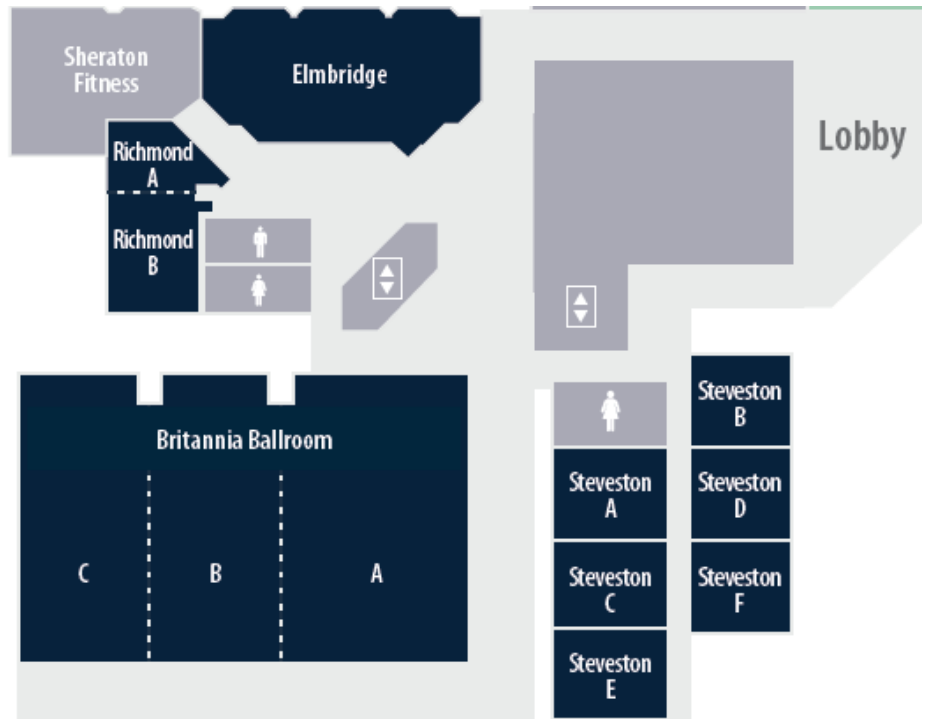 Sheraton
Fitness
Elmbridge
Lobby
Richmond
A
Richmond
B
Britannia Ballroom
C
B
A
Steveston
A
Steveston
B
Steveston
C
Steveston
D
Steveston
E
Steveston
F